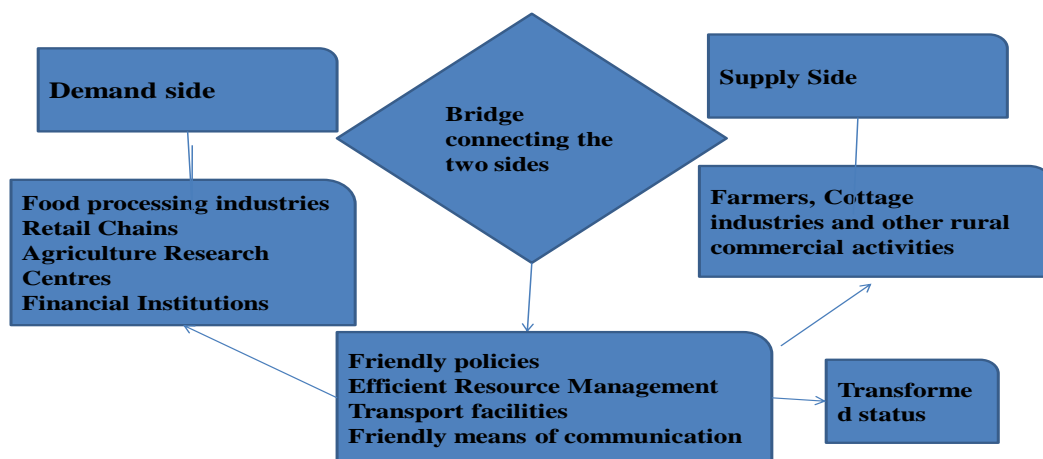 Demand side
Bridge
connecting the
two sides
Supply Side
Food processing industries
Retail Chains
Agriculture Research
Centres
Financial Institutions
Farmers, Cottage
industries and other rural
commercial activities
Friendly policies
Efficient Resource Management
Transport facilities
Friendly means of communication
Transforme
d status